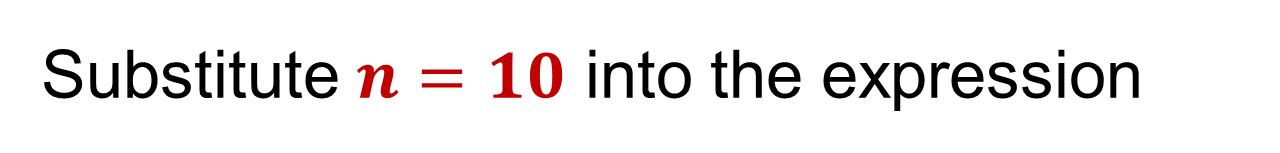 Substitute n = 10 into the expression